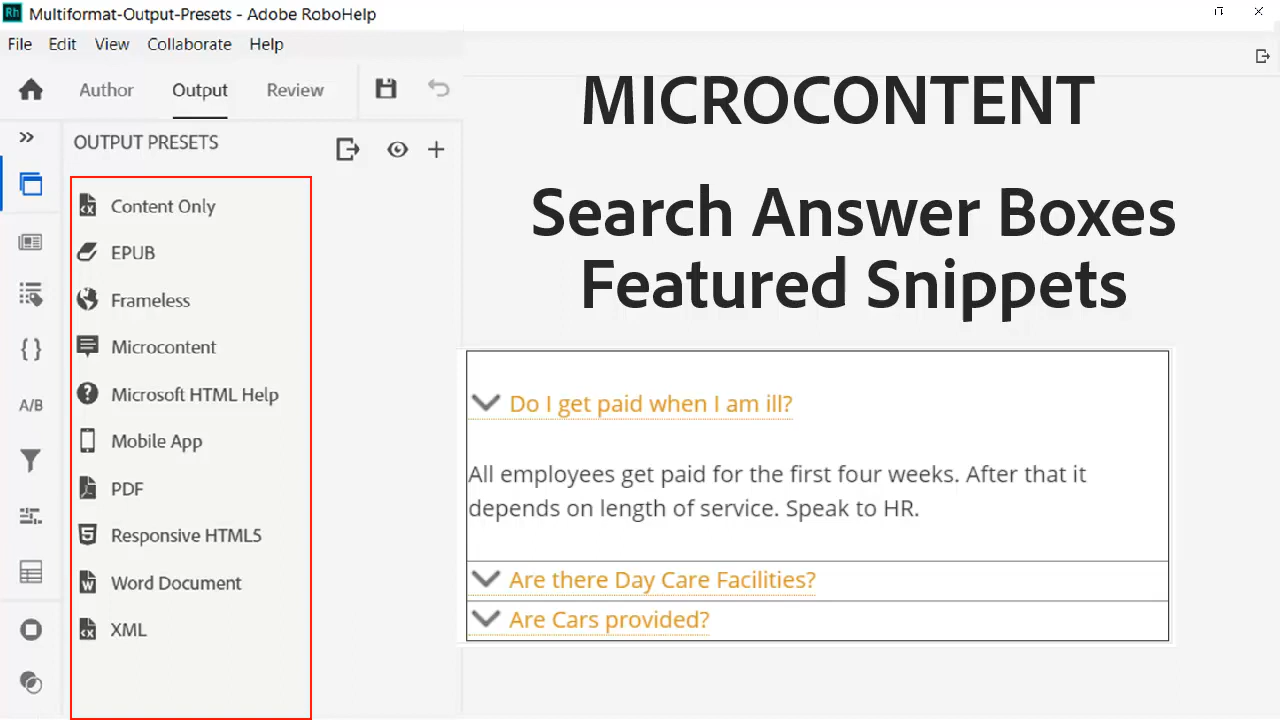 Rh Multiformat-Output-Presets - Adobe RoboHelp
File Edit View Collaborate Help
Author Output Review
OUTPUT PRESETS
Content Only
EPUB
Frameless
Microcontent
Microsoft HTML Help
Mobile App
PDF
Responsive HTML5
Word Document
XML
A/B
MICROCONTENT
Search Answer Boxes
Featured Snippets
Do I get paid when I am ill?
All employees get paid for the first four weeks. After that it
depends on length of service. Speak to HR.
Are there Day Care Facilities?
Are Cars provided?